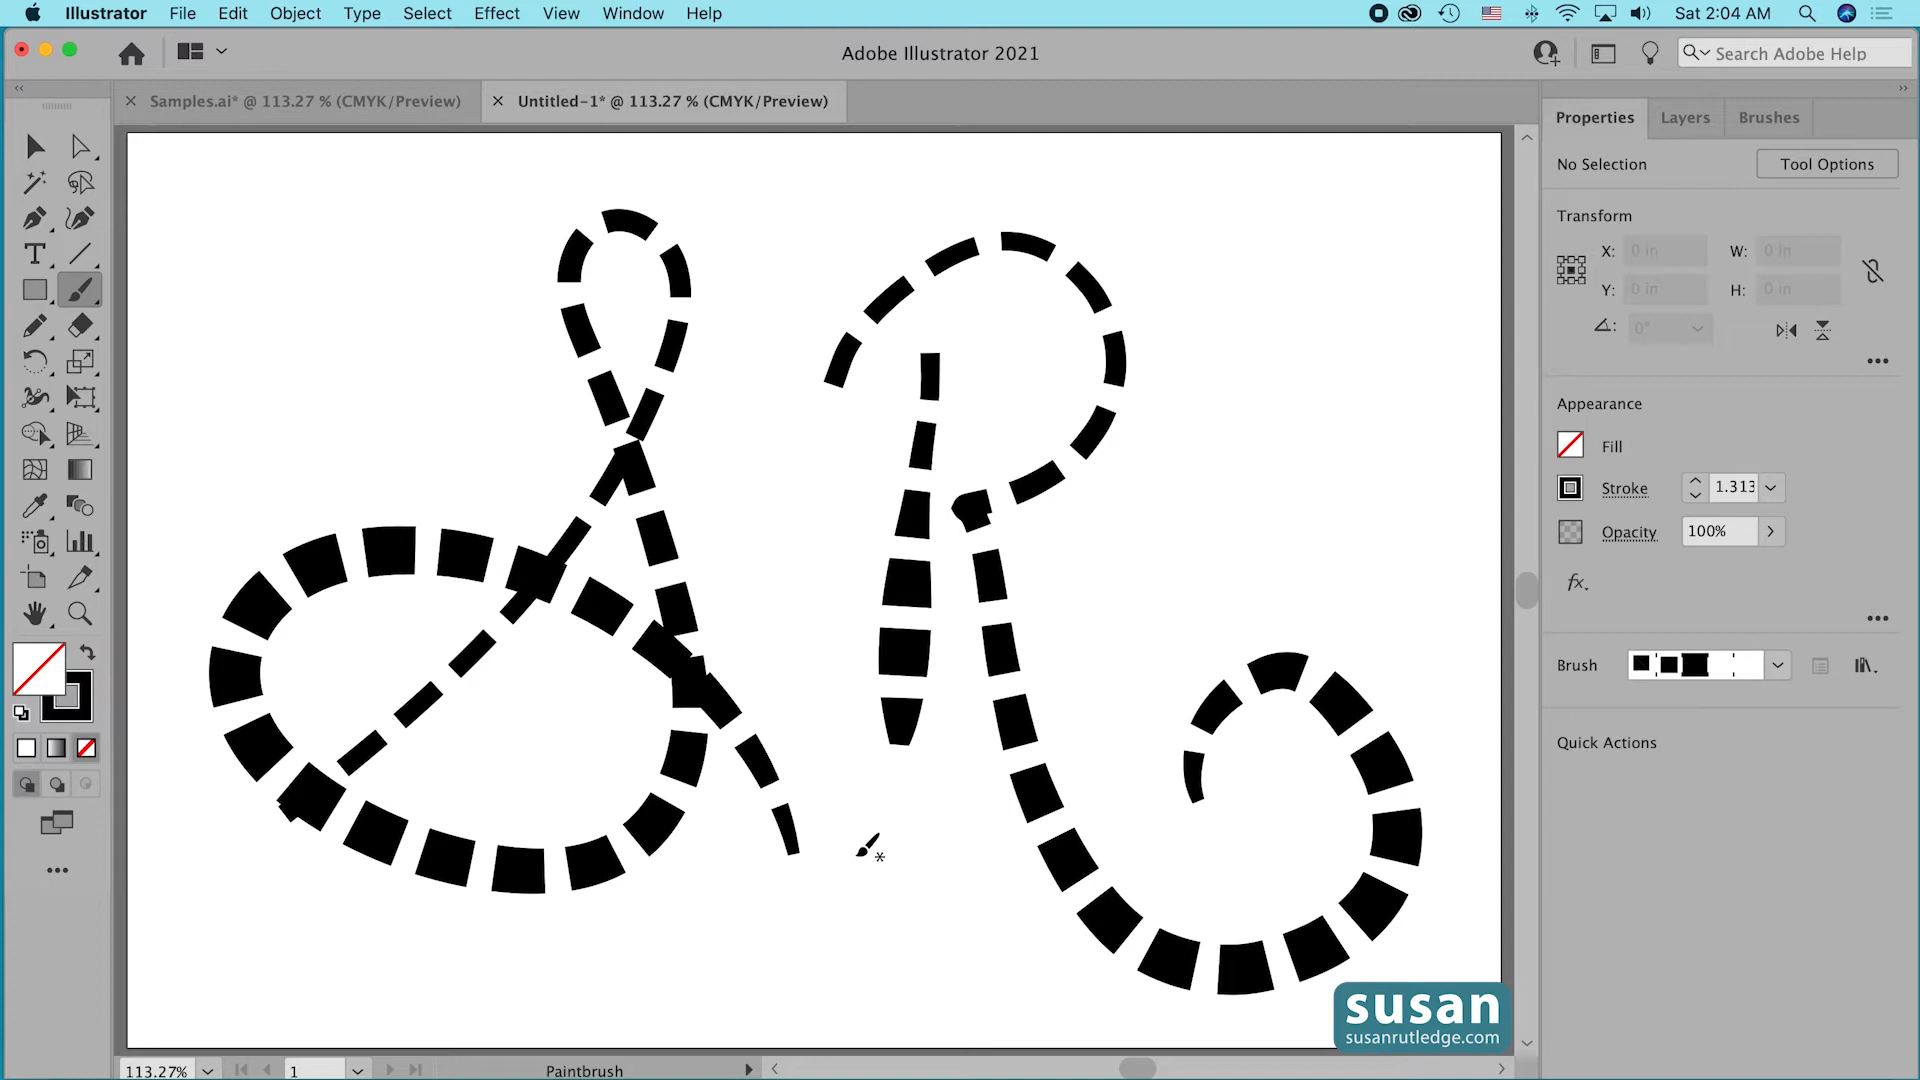 Illustrator File Edit Object Type Select Effect View Window Help Sat 2:04 AM
Adobe Illustrator 2021
Search Adobe Help
Samples.ai* @ 113.27 % (CMYK/Preview)
Untitled-1* @ 113.27 % (CMYK/Preview)
Properties Layers Brushes
No Selection Tool Options
Transform
X: 0 in W: 0 in
Y: 0 in H: 0 in
0°
Appearance
Fill
Stroke 1.313
Opacity 100%
fx.
Brush
Quick Actions
susan
susanrutledge.com
113.27% 1 Paintbrush